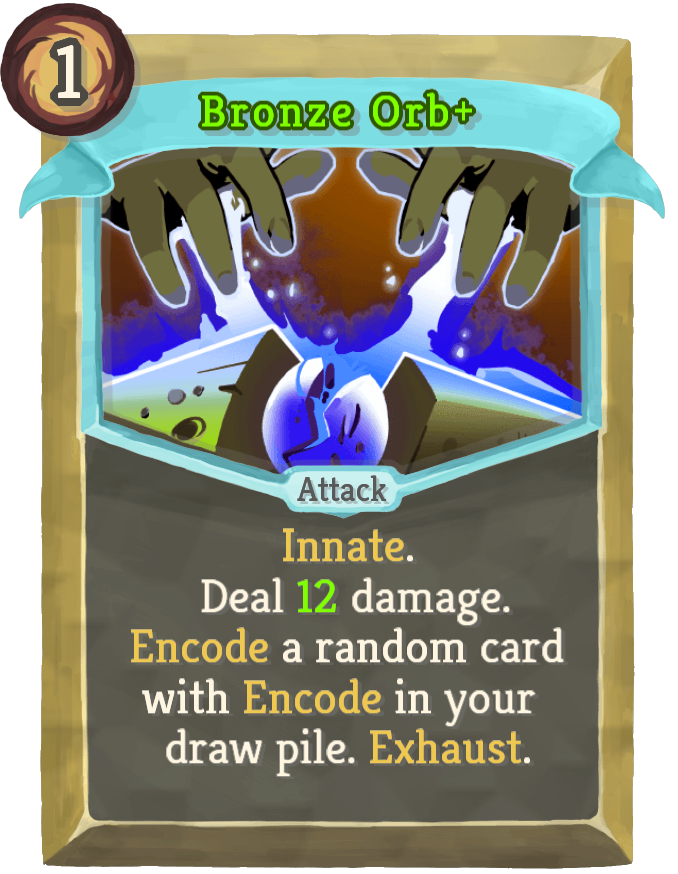 1
Bronze Orb+
Attack
Innate.
Deal 12 damage.
Encode a random card
with Encode in your
draw pile. Exhaust.